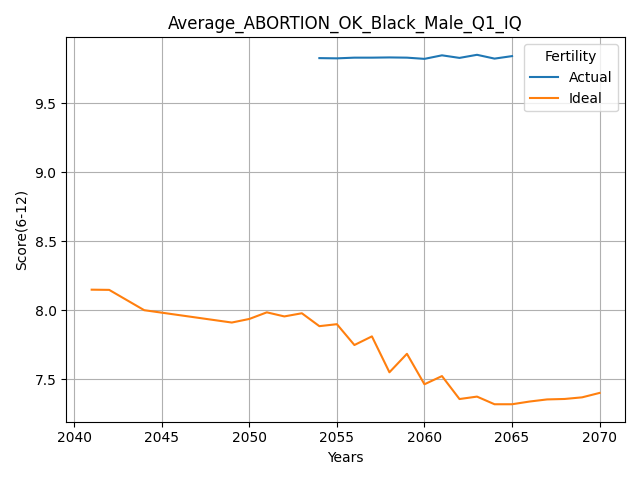 Average_ABORTION_OK_Black_Male_Q1_IQ
Fertility
Actual
Ideal
Score(6-12)
9.5
9.0
8.5
8.0
7.5
2040 2045 2050 2055 2060 2065 2070
Years